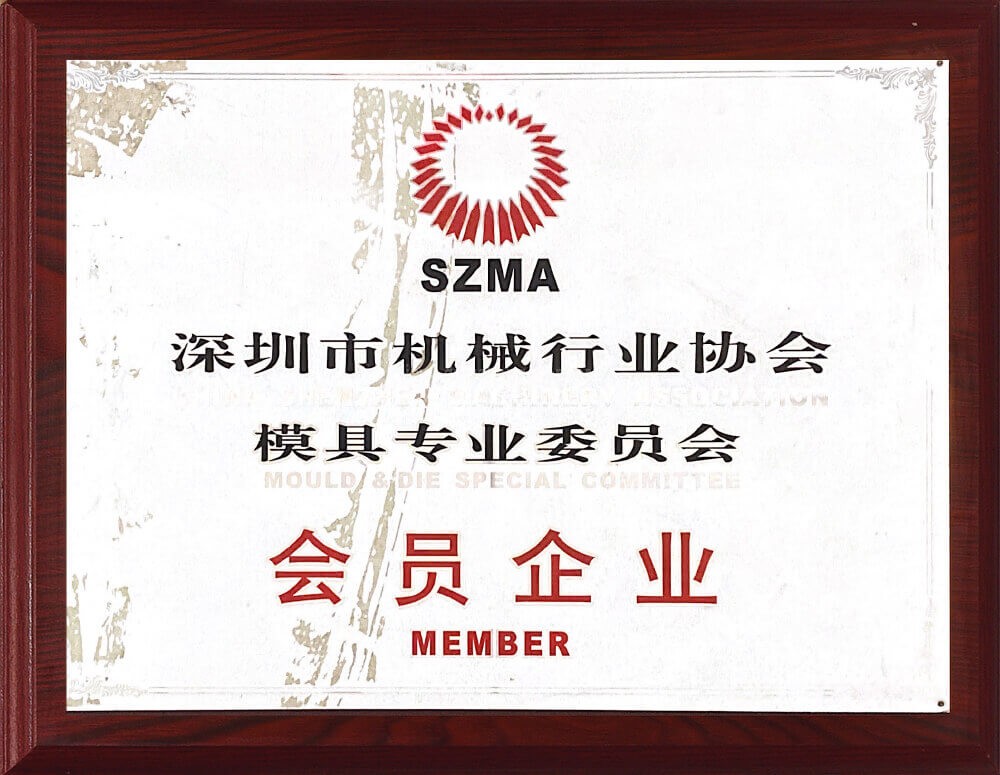 SZMA
深圳市机械行业协会
ASSOCIATION
模具专业委员会
MOULD & DIE SPECIAL COMMITTEE
会员企业
MEMBER